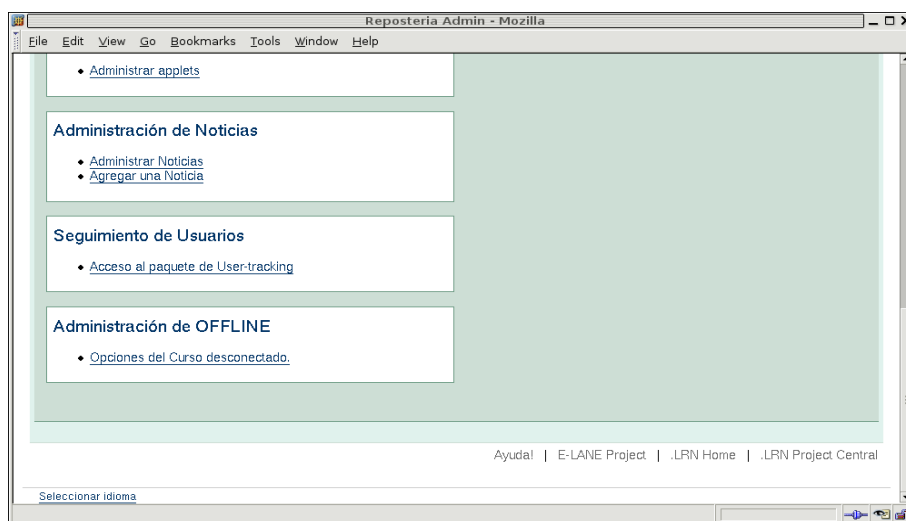 Reposteria Admin - Mozilla
File Edit View Go Bookmarks Tools Window Help
Administrar applets
Administración de Noticias
Administrar Noticias
Agregar una Noticia
Seguimiento de Usuarios
Acceso al paquete de User-tracking
Administración de OFFLINE
Opciones del Curso desconectado.
Ayuda! | E-LANE Project | .LRN Home | .LRN Project Central
Seleccionar idioma